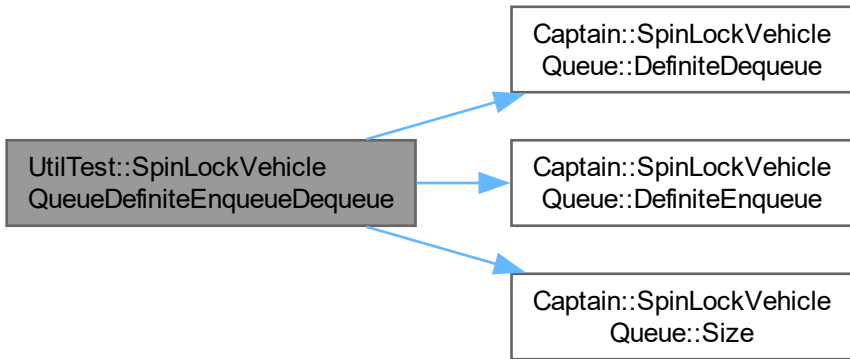 Captain::SpinLockVehicle
Queue::DefiniteDequeue
UtilTest::SpinLockVehicle
QueueDefiniteEnqueueDequeue
Captain::SpinLockVehicle
Queue::DefiniteEnqueue
Captain::SpinLockVehicle
Queue::Size